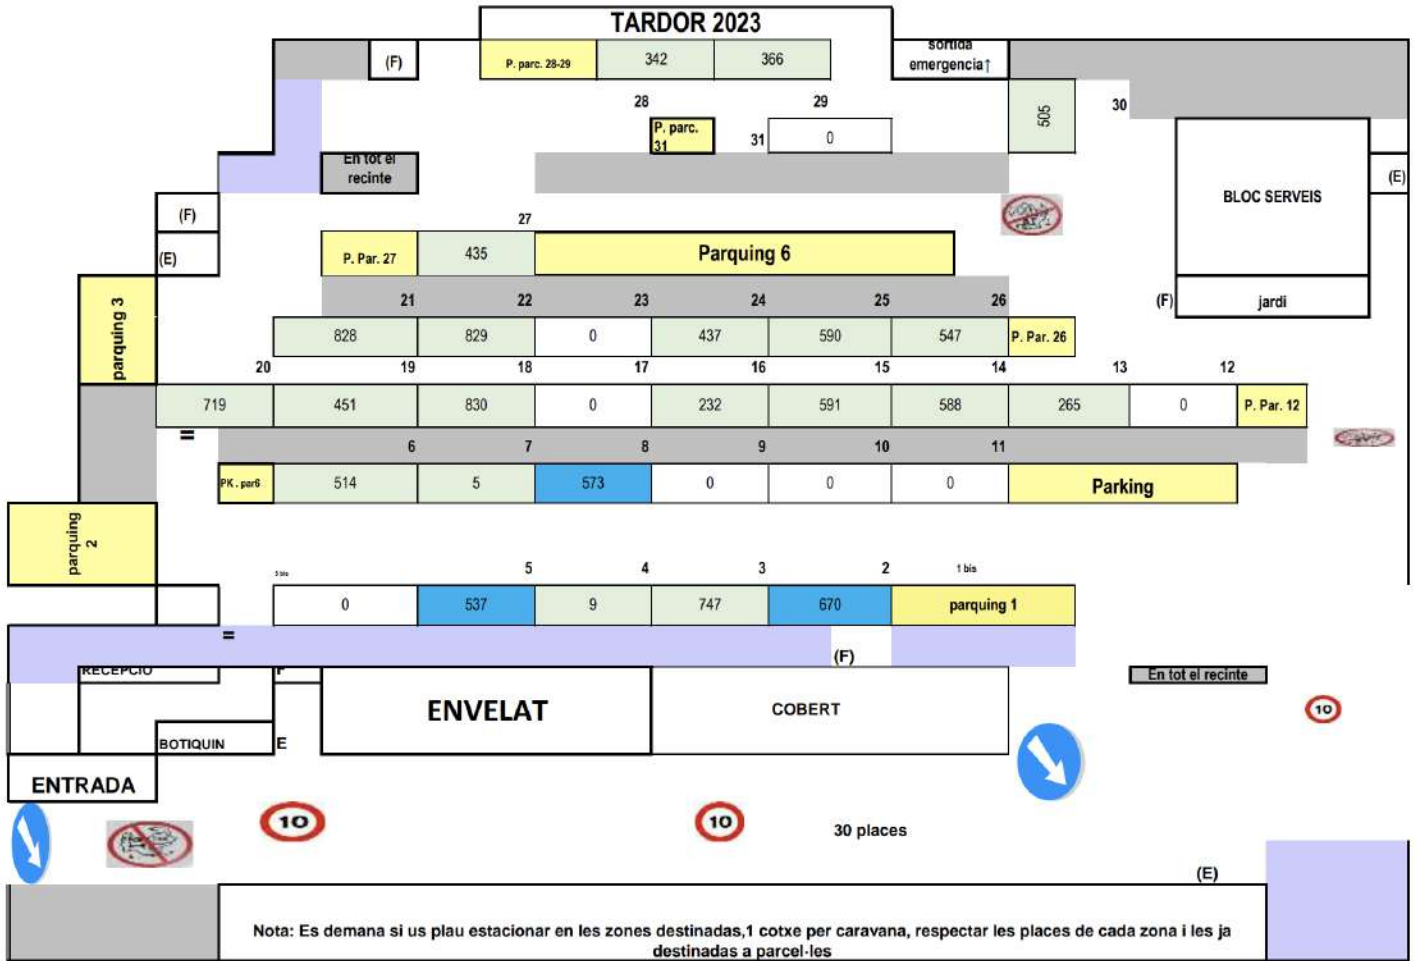 TARDOR 2023
(F) P. parc. 28-29 342 366 sortida
emergencia↑
28 29 505 30
P. parc.
31 31 0
En tot el
recinte
BLOC SERVEIS (E)
(F)
27
(E) P. Par. 27 435 Parquing 6
parquing 3
21 22 23 24 25 26 (F) jardi
828 829 0 437 590 547 P. Par. 26
20 19 18 17 16 15 14 13 12
719 451 830 0 232 591 588 265 0 P. Par. 12
=
6 7 8 9 10 11
PK . par6 514 5 573 0 0 0 Parking
parquing
2
5 bis 5 4 3 2 1 bis
0 537 9 747 670 parquing 1
=
(F)
RECEPCIO F En tot el recinte
ENVELAT COBERT 10
BOTIQUIN E
ENTRADA
10 10 30 places
(E)
Nota: Es demana si us plau estacionar en les zones destinades,1 cotxe per caravana, respectar les places de cada zona i les ja
destinades a parcel·les